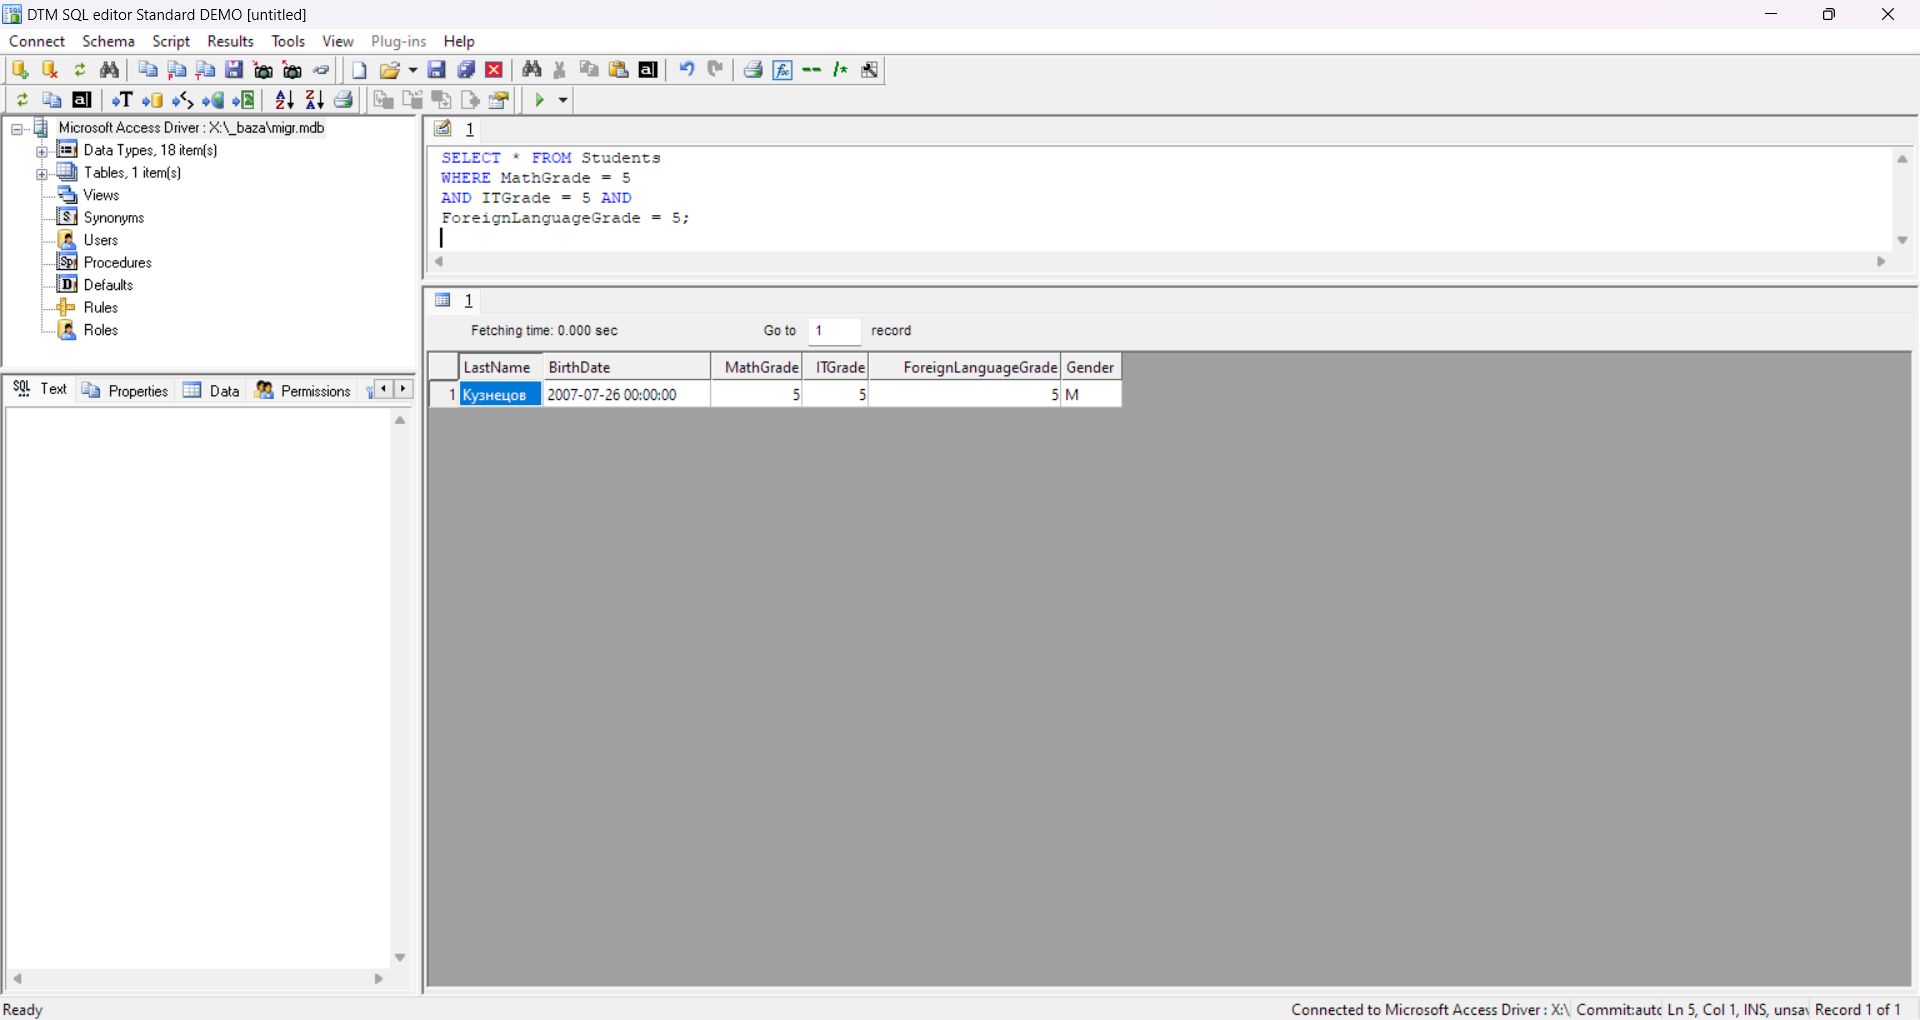 DTM SQL editor Standard DEMO [untitled]
Connect Schema Script Results Tools View Plug-ins Help
Microsoft Access Driver : X:\_baza\migr.mdb
Data Types, 18 item(s)
Tables, 1 item(s)
Views
Synonyms
Users
Procedures
Defaults
Rules
Roles
SQL Text Properties Data Permissions
1
SELECT * FROM Students
WHERE MathGrade = 5
AND ITGrade = 5 AND
ForeignLanguageGrade = 5;
1
Fetching time: 0.000 sec Go to 1 record
LastName BirthDate MathGrade ITGrade ForeignLanguageGrade Gender
1 Кузнецов 2007-07-26 00:00:00 5 5 5 М
Ready Connected to Microsoft Access Driver : X:\ Commit:autc Ln 5, Col 1, INS, unsav Record 1 of 1